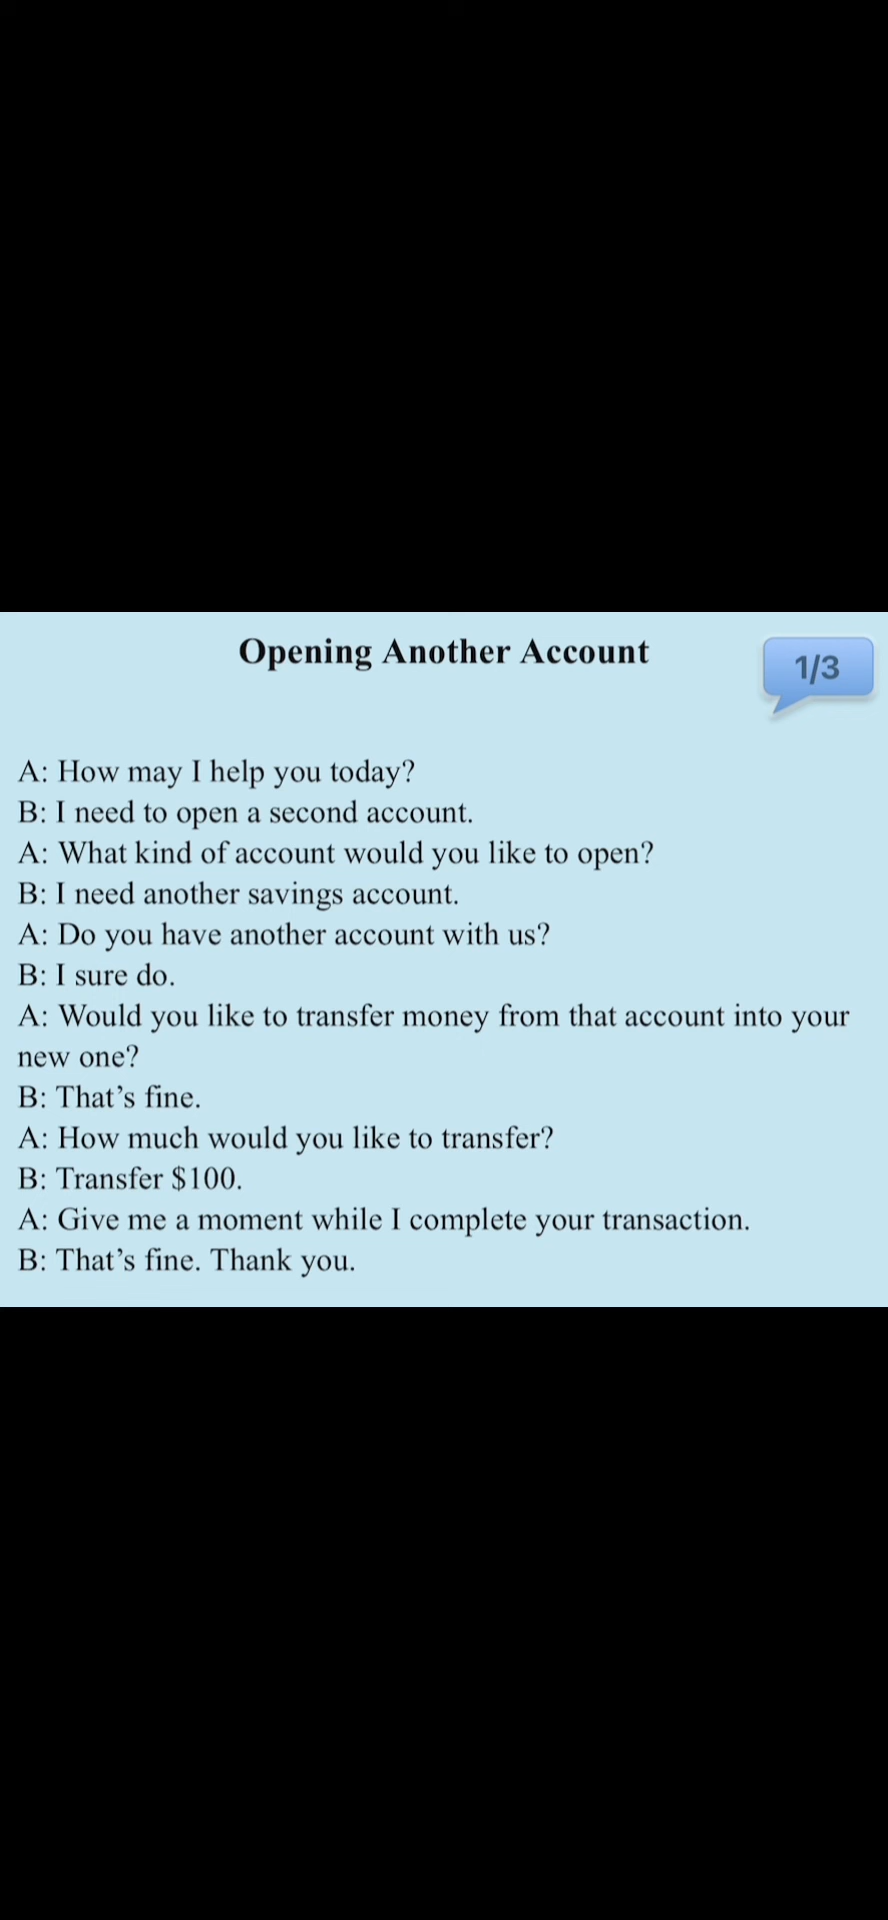 Opening Another Account
1/3
A: How may I help you today?
B: I need to open a second account.
A: What kind of account would you like to open?
B: I need another savings account.
A: Do you have another account with us?
B: I sure do.
A: Would you like to transfer money from that account into your
new one?
B: That’s fine.
A: How much would you like to transfer?
B: Transfer $100.
A: Give me a moment while I complete your transaction.
B: That’s fine. Thank you.